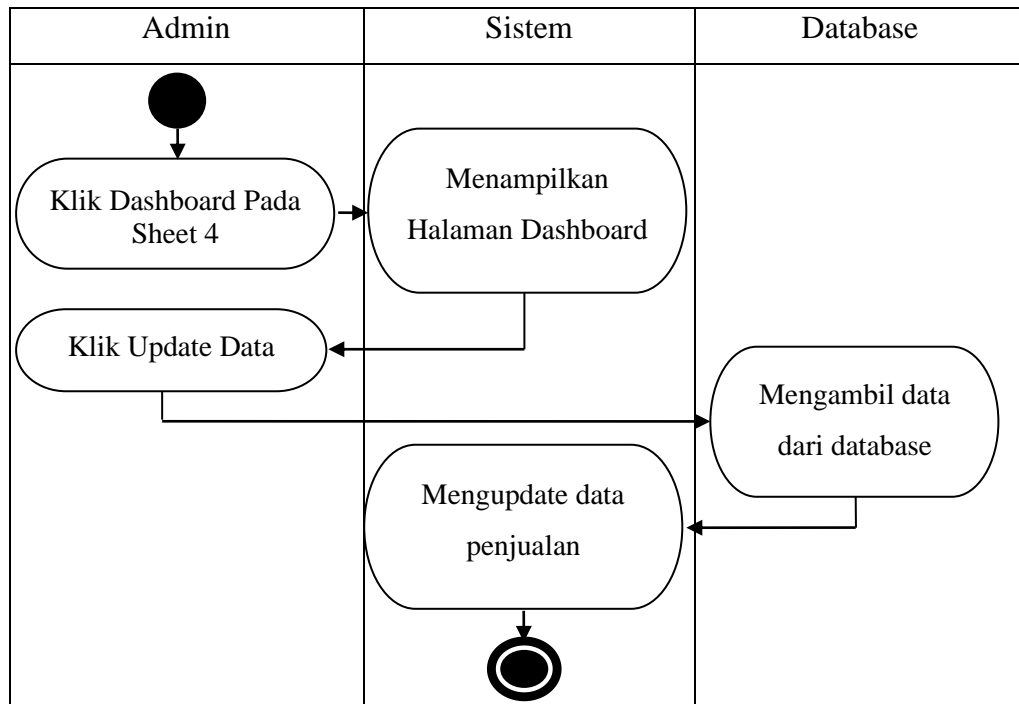 Admin
Sistem
Database
Klik Dashboard Pada
Sheet 4
Menampilkan
Halaman Dashboard
Klik Update Data
Mengambil data
dari database
Mengupdate data
penjualan